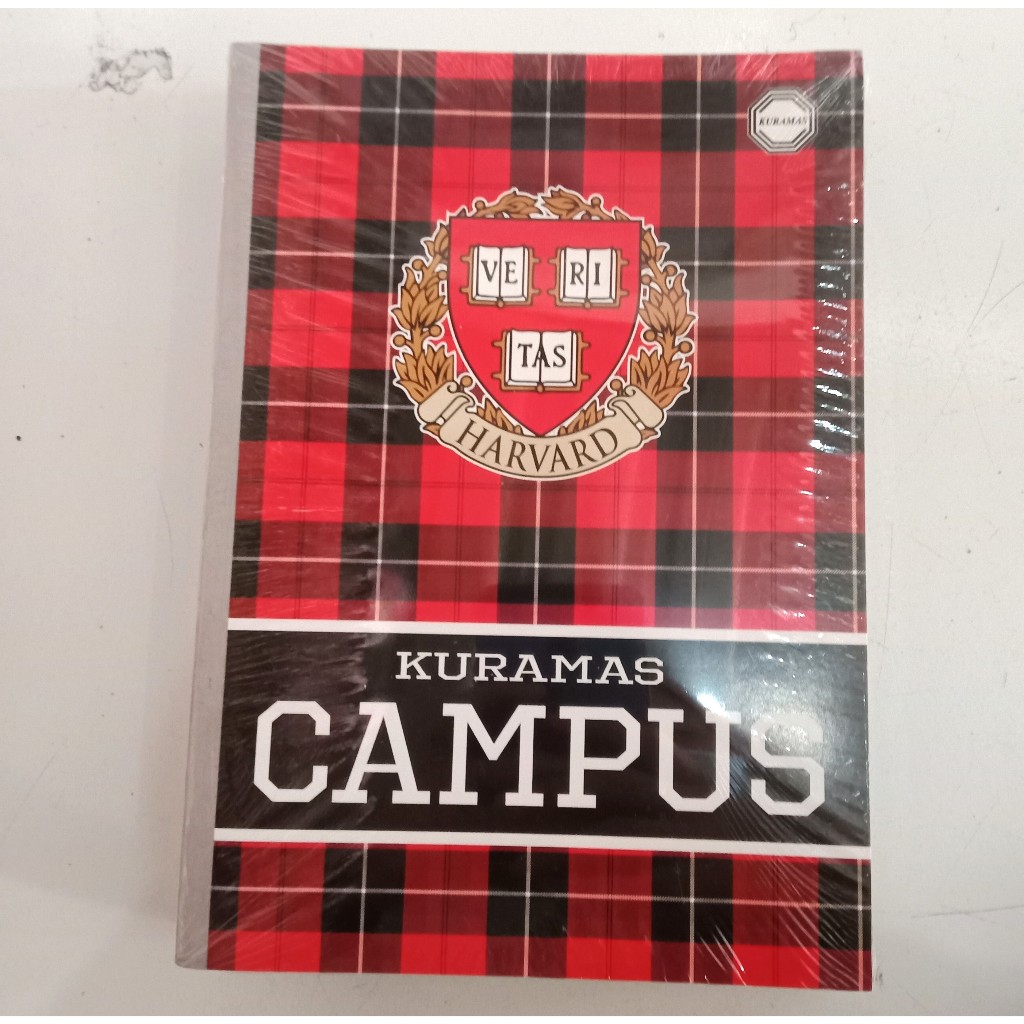 KURAMAS
VE RI
TAS
HARVARD
KURAMAS
CAMPUS